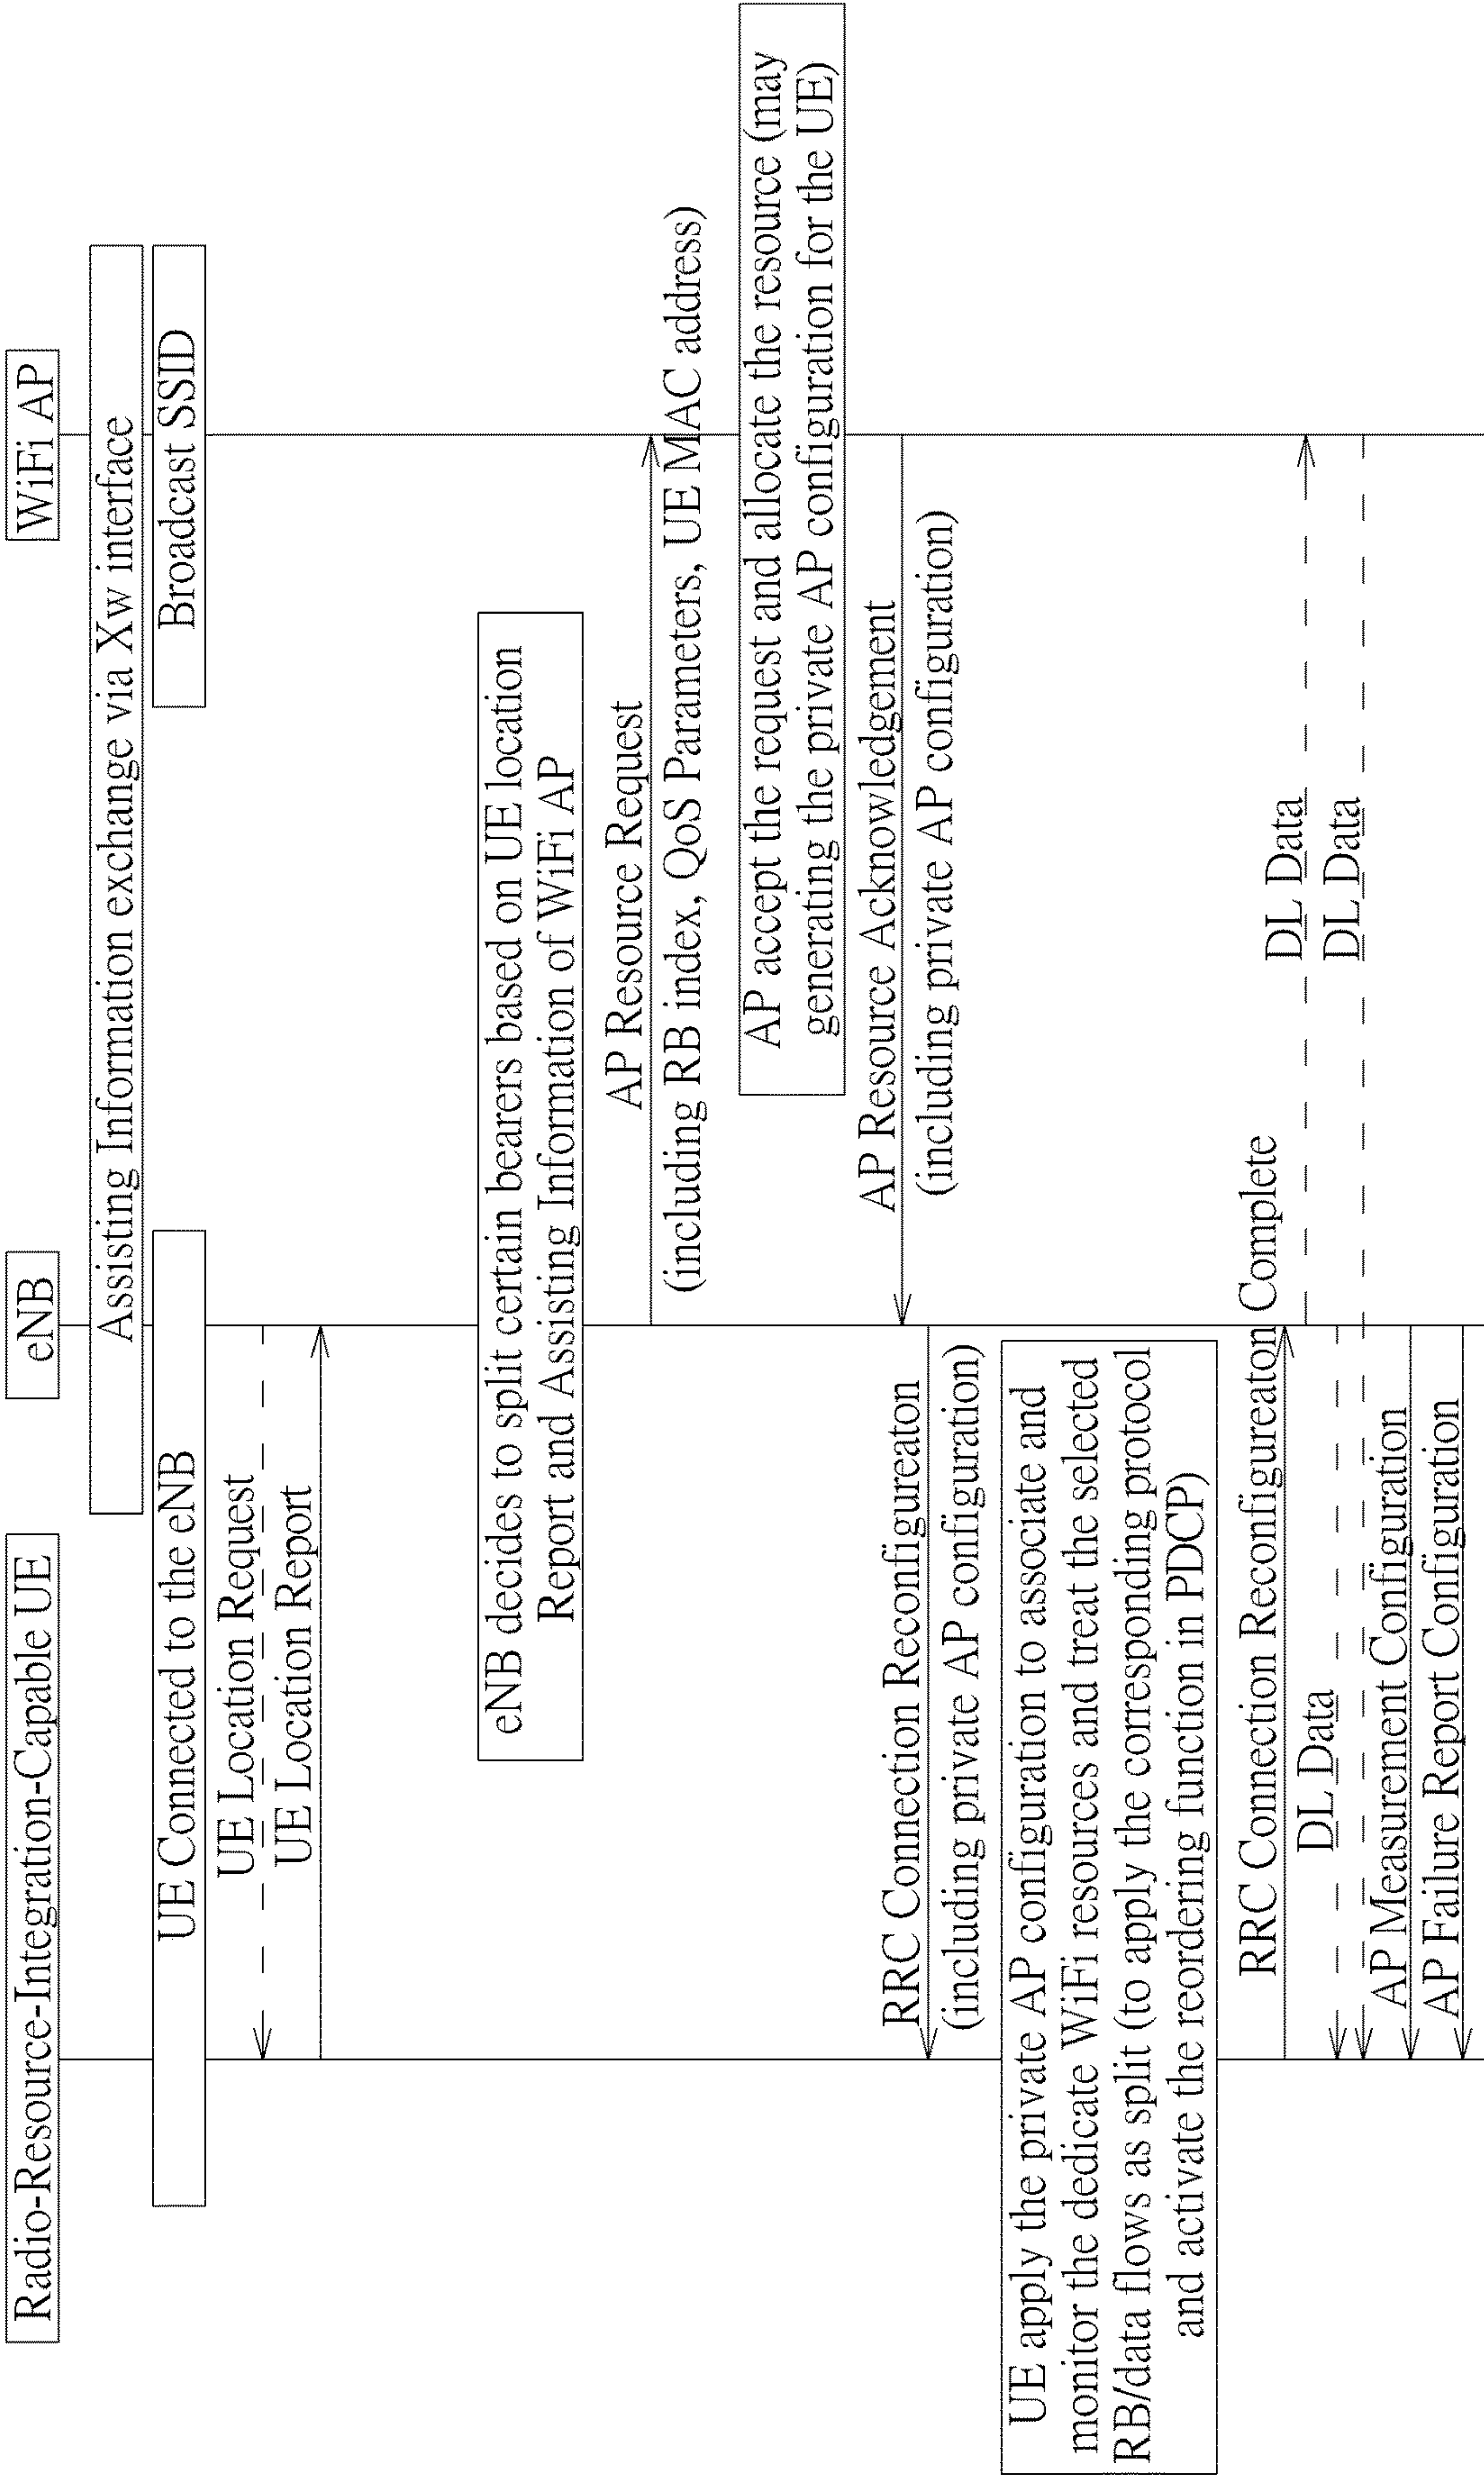 Radio-Resource-Integration-Capable UE
eNB
WiFi AP
Assisting Information exchange via Xw interface
UE Connected to the eNB
Broadcast SSID
UE Location Request
UE Location Report
eNB decides to split certain bearers based on UE location
Report and Assisting Information of WiFi AP
AP Resource Request
(including RB index, QoS Parameters, UE MAC address)
AP accept the request and allocate the resource (may
generating the private AP configuration for the UE)
AP Resource Acknowledgement
(including private AP configuration)
RRC Connection Reconfigureaton
(including private AP configuration)
UE apply the private AP configuration to associate and
monitor the dedicate WiFi resources and treat the selected
RB/data flows as split (to apply the corresponding protocol
and activate the reordering function in PDCP)
RRC Connection Reconfigureaton Complete
DL Data
DL Data
DL Data
AP Measurement Configuration
AP Failure Report Configuration